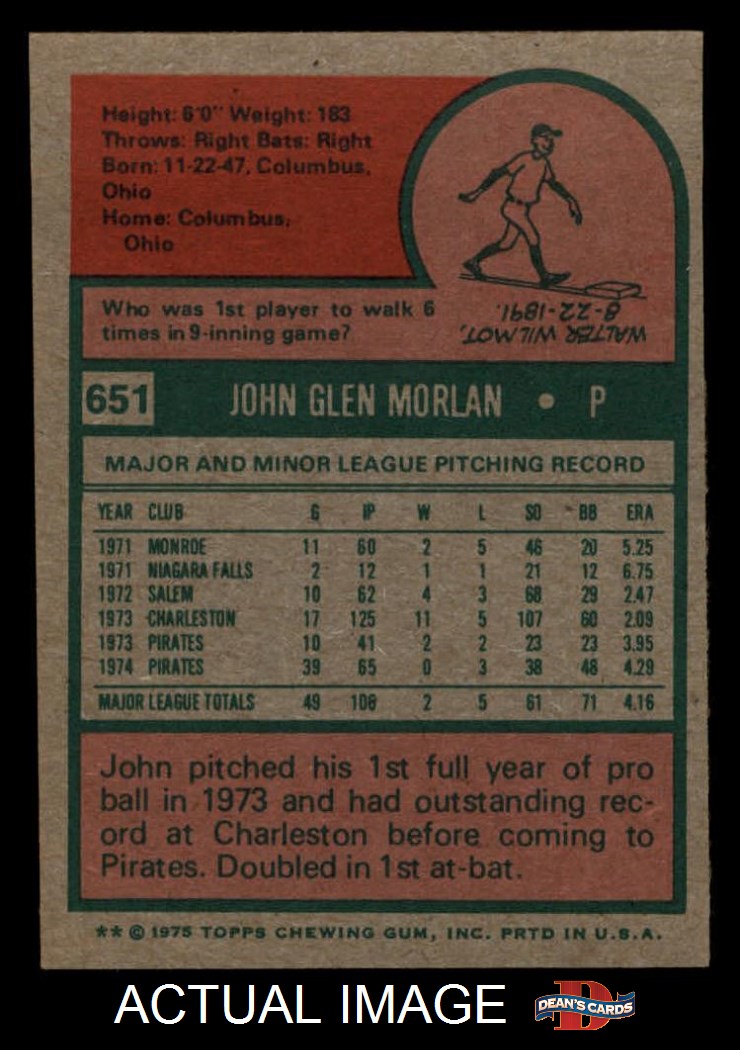 Height: 6'0" Weight: 183
Throws: Right Bats: Right
Born: 11-22-47, Columbus,
Ohio
Home: Columbus,
Ohio
Who was 1st player to walk 6
times in 9-inning game?
WALTER WILMOT,
8-22-1891.
651 JOHN GLEN MORLAN • P
MAJOR AND MINOR LEAGUE PITCHING RECORD
YEAR CLUB G IP W L SO BB ERA
1971 MONROE 11 60 2 5 46 20 5.25
1971 NIAGARA FALLS 2 12 1 1 21 12 6.75
1972 SALEM 10 62 4 3 68 29 2.47
1973 CHARLESTON 17 125 11 5 107 60 2.09
1973 PIRATES 10 41 2 2 23 23 3.95
1974 PIRATES 39 65 0 3 38 48 4.29
MAJOR LEAGUE TOTALS 49 106 2 5 61 71 4.16
John pitched his 1st full year of pro
ball in 1973 and had outstanding rec-
ord at Charleston before coming to
Pirates. Doubled in 1st at-bat.
** © 1975 TOPPS CHEWING GUM, INC. PRTD IN U.S.A.
ACTUAL IMAGE
D
DEAN'S CARDS